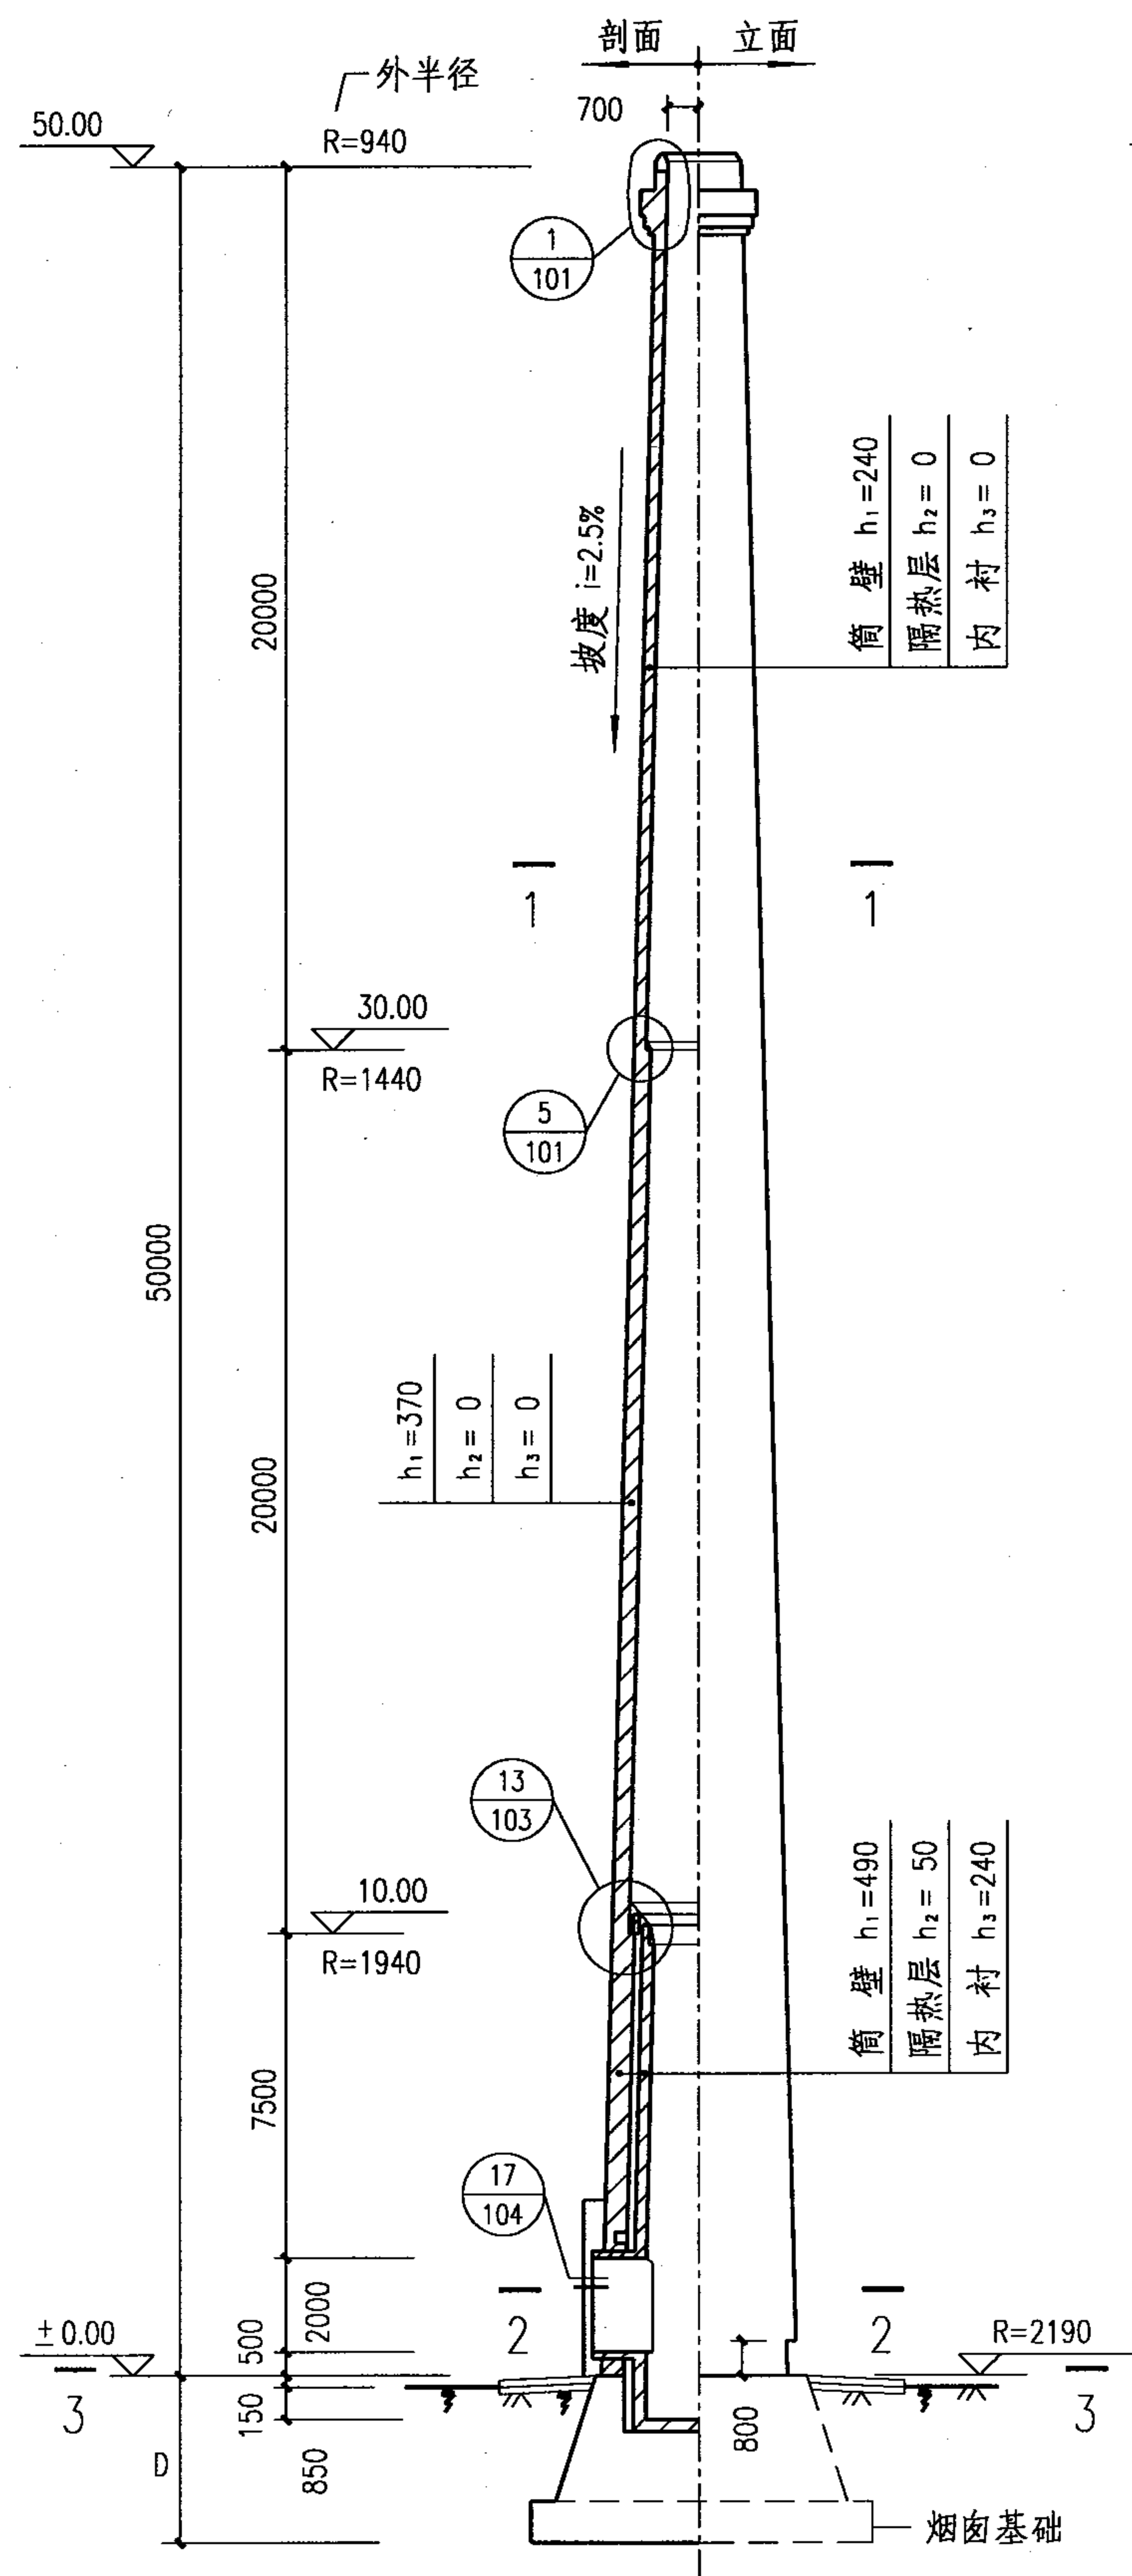 剖面 立面
外半径
700
50.00
R=940
1
101
20000
坡度 i=2.5%
筒 壁 h₁=240
隔热层 h₂= 0
内 衬 h₃= 0
1 1
30.00
R=1440
5
101
50000
h₁=370
h₂= 0
h₃= 0
20000
13
103
10.00
R=1940
筒 壁 h₁=490
隔热层 h₂= 50
内 衬 h₃=240
7500
17
104
2000
2 2
±0.00
500
R=2190
3 3
150
800
D
850
烟囱基础